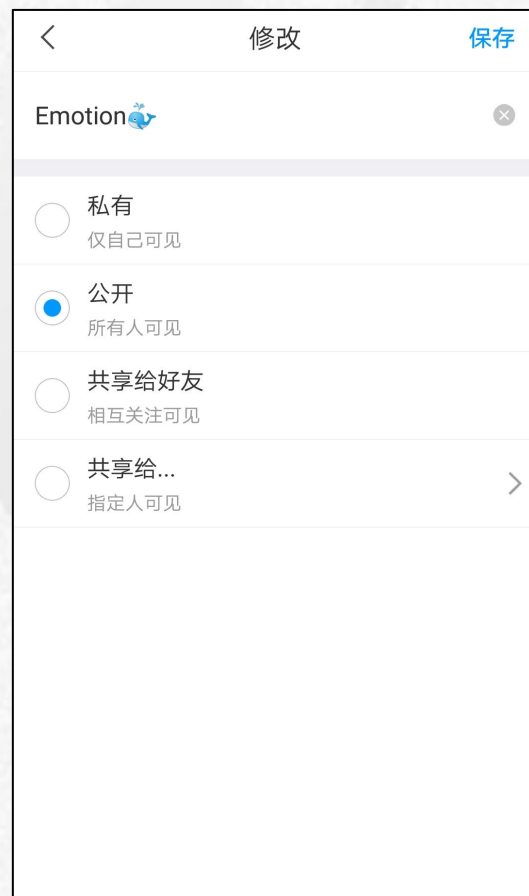 修改
保存
Emotion🐳
私有
仅自己可见
公开
所有人可见
共享给好友
相互关注可见
共享给...
指定人可见